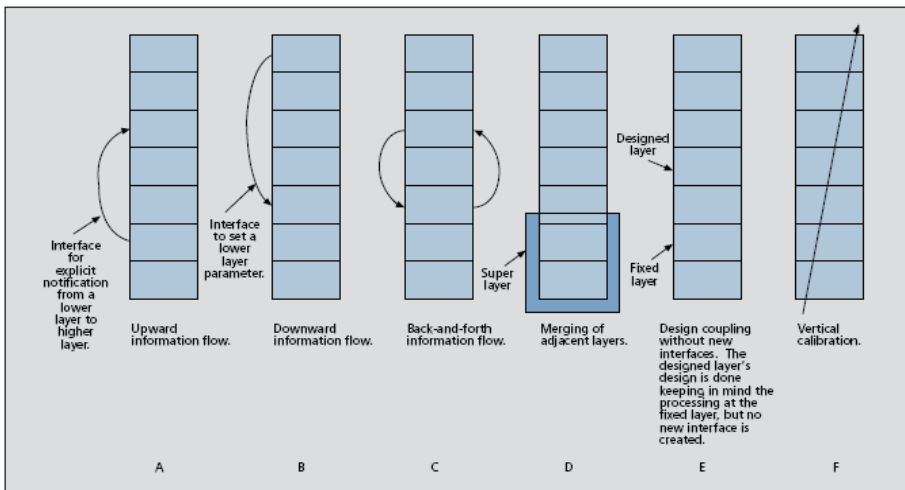 Interface
for
explicit
notification
from a
lower
layer to
higher
layer.
Upward
information flow.
A
Interface
to set a
lower
layer
parameter.
Downward
information flow.
B
Back-and-forth
information flow.
C
Super
layer
Merging of
adjacent layers.
D
Designed
layer
Fixed
layer
Design coupling
without new
interfaces. The
designed layer's
design is done
keeping in mind the
processing at the
fixed layer, but no
new interface is
created.
E
Vertical
calibration.
F